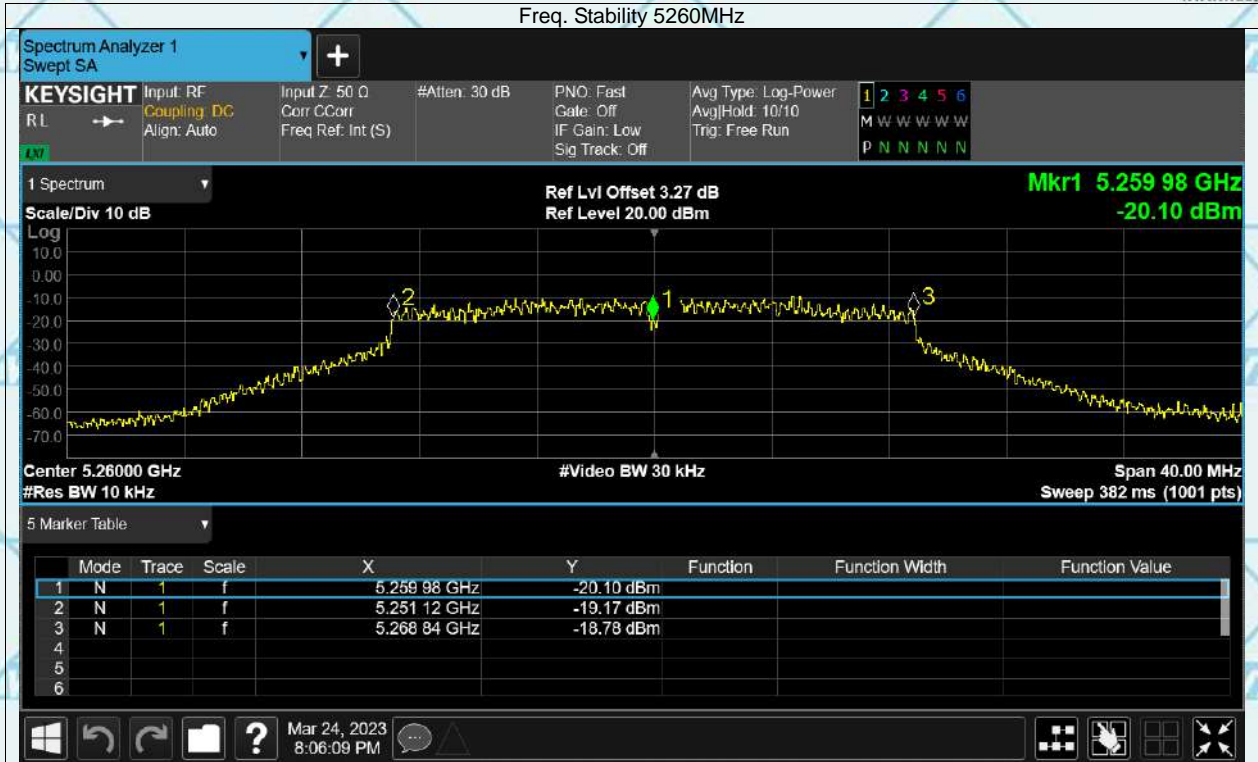 Freq. Stability 5260MHz
Spectrum Analyzer 1
Swept SA
+
KEYSIGHT
RL
LXI
Input: RF
Coupling: DC
Align: Auto
Input Z: 50 Ω
Corr CCorr
Freq Ref: Int (S)
#Atten: 30 dB
PNO: Fast
Gate: Off
IF Gain: Low
Sig Track: Off
Avg Type: Log-Power
Avg|Hold: 10/10
Trig: Free Run
1 2 3 4 5 6
M W W W W W
P N N N N N
1 Spectrum
Scale/Div 10 dB
Ref Lvl Offset 3.27 dB
Ref Level 20.00 dBm
Mkr1 5.259 98 GHz
-20.10 dBm
Log
10.0
0.00
-10.0
-20.0
-30.0
-40.0
-50.0
-60.0
-70.0
2
1
3
Center 5.26000 GHz
#Res BW 10 kHz
#Video BW 30 kHz
Span 40.00 MHz
Sweep 382 ms (1001 pts)
5 Marker Table
Mode Trace Scale X Y Function Function Width Function Value
1 N 1 f 5.259 98 GHz -20.10 dBm
2 N 1 f 5.251 12 GHz -19.17 dBm
3 N 1 f 5.268 84 GHz -18.78 dBm
4
5
6
?
Mar 24, 2023
8:06:09 PM